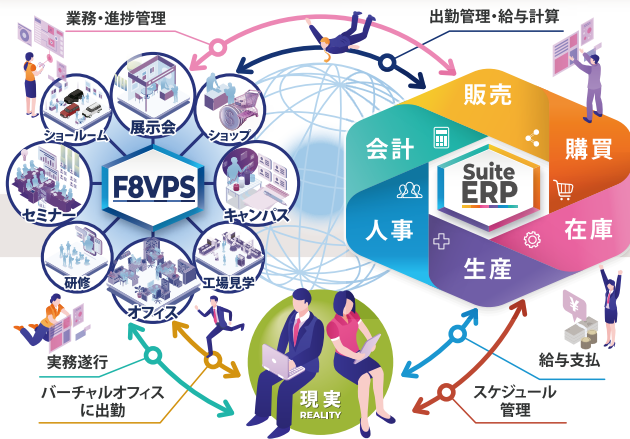 業務・進捗管理
出勤管理・給与計算
ショールーム
展示会
ショップ
セミナー
F8VPS
キャンパス
研修
オフィス
工場見学
販売
会計
購買
Suite
ERP
人事
在庫
生産
実務遂行
バーチャルオフィス
に出勤
現実
REALITY
¥
給与支払
スケジュール
管理